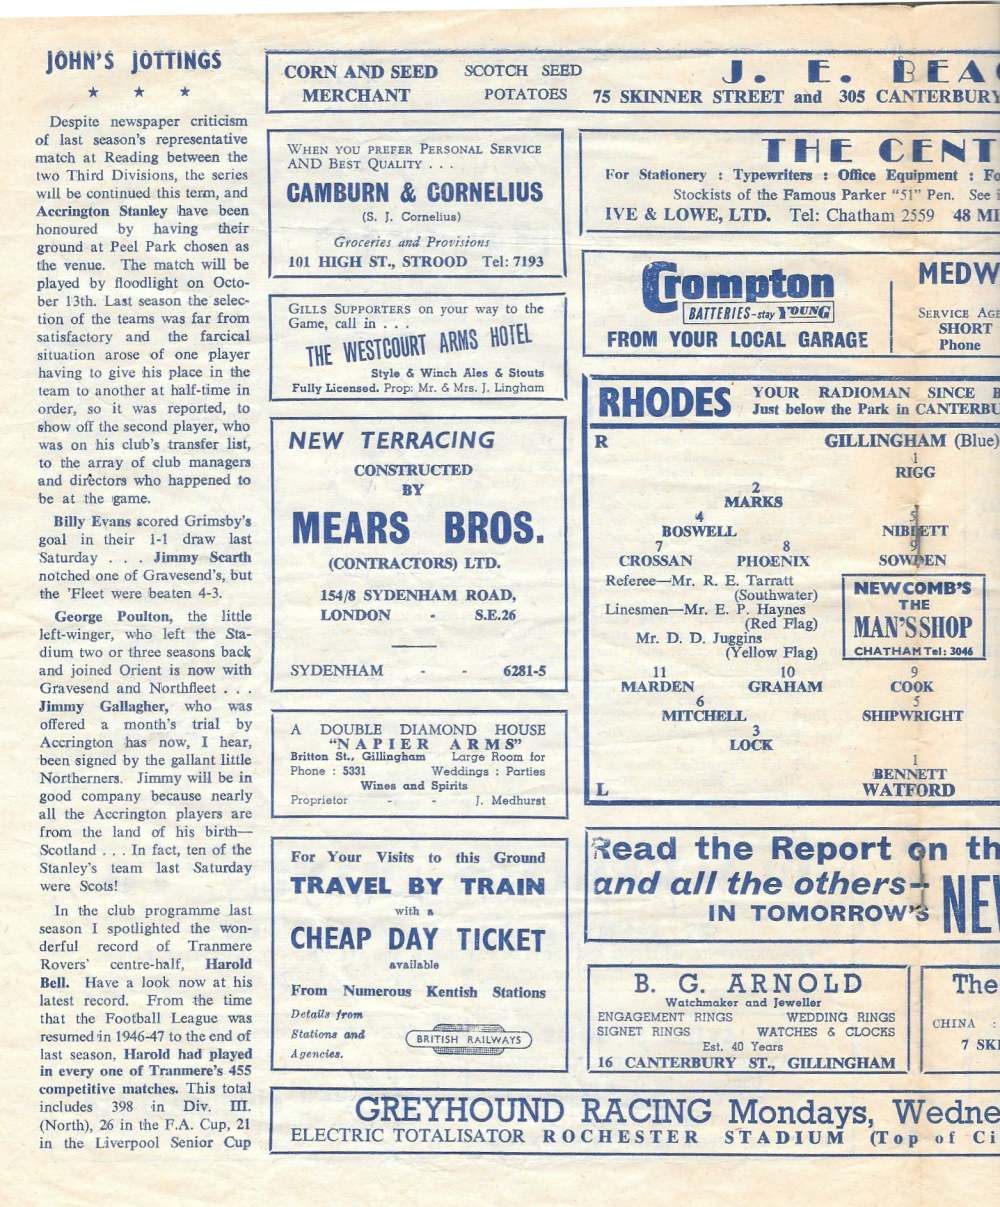 JOHN'S JOTTINGS
★ ★ ★
Despite newspaper criticism
of last season's representative
match at Reading between the
two Third Divisions, the series
will be continued this term, and
Accrington Stanley have been
honoured by having their
ground at Peel Park chosen as
the venue. The match will be
played by floodlight on Octo-
ber 13th. Last season the selec-
tion of the teams was far from
satisfactory and the farcical
situation arose of one player
having to give his place in the
team to another at half-time in
order, so it was reported, to
show off the second player, who
was on his club's transfer list,
to the array of club managers
and directors who happened to
be at the game.
Billy Evans scored Grimsby's
goal in their 1-1 draw last
Saturday . . . Jimmy Scarth
notched one of Gravesend's, but
the 'Fleet were beaten 4-3.
George Poulton, the little
left-winger, who left the Sta-
dium two or three seasons back
and joined Orient is now with
Gravesend and Northfleet . . .
Jimmy Gallagher, who was
offered a month's trial by
Accrington has now, I hear,
been signed by the gallant little
Northerners. Jimmy will be in
good company because nearly
all the Accrington players are
from the land of his birth—
Scotland . . . In fact, ten of the
Stanley's team last Saturday
were Scots!
In the club programme last
season I spotlighted the won-
derful record of Tranmere
Rovers' centre-half, Harold
Bell. Have a look now at his
latest record. From the time
that the Football League was
resumed in 1946-47 to the end of
last season, Harold had played
in every one of Tranmere's 455
competitive matches. This total
includes 398 in Div. III.
(North), 26 in the F.A. Cup, 21
in the Liverpool Senior Cup
CORN AND SEED SCOTCH SEED J. E. BEA
MERCHANT POTATOES 75 SKINNER STREET and 305 CANTERBURY
WHEN YOU PREFER PERSONAL SERVICE
AND BEST QUALITY . . .
CAMBURN & CORNELIUS
(S. J. Cornelius)
Groceries and Provisions
101 HIGH ST., STROOD Tel: 7193
GILLS SUPPORTERS on your way to the
Game, call in . . .
THE WESTCOURT ARMS HOTEL
Style & Winch Ales & Stouts
Fully Licensed. Prop: Mr. & Mrs. J. Lingham
NEW TERRACING
CONSTRUCTED
BY
MEARS BROS.
(CONTRACTORS) LTD.
154/8 SYDENHAM ROAD,
LONDON - S.E.26
SYDENHAM - - 6281-5
A DOUBLE DIAMOND HOUSE
"NAPIER ARMS"
Britton St., Gillingham Large Room for
Phone : 5331 Weddings : Parties
Wines and Spirits
Proprietor - - J. Medhurst
For Your Visits to this Ground
TRAVEL BY TRAIN
with a
CHEAP DAY TICKET
available
From Numerous Kentish Stations
Details from
Stations and
Agencies.
BRITISH RAILWAYS
THE CENT
For Stationery : Typewriters : Office Equipment : Fo
Stockists of the Famous Parker "51" Pen. See
IVE & LOWE, LTD. Tel: Chatham 2559 48 MI
Crompton
BATTERIES-stay YOUNG
FROM YOUR LOCAL GARAGE
MEDW
SERVICE AGE
SHORT
Phone
RHODES YOUR RADIOMAN SINCE B
Just below the Park in CANTERBU
R GILLINGHAM (Blue)
1
RIGG
2
MARKS
4 5
BOSWELL NIBLETT
7 8 9
CROSSAN PHOENIX SOWDEN
Referee—Mr. R. E. Tarratt
(Southwater)
Linesmen—Mr. E. P. Haynes
(Red Flag)
Mr. D. D. Juggins
(Yellow Flag)
NEWCOMB'S
THE
MAN'S SHOP
CHATHAM Tel: 3046
11 10 9
MARDEN GRAHAM COOK
6 5
MITCHELL SHIPWRIGHT
3
LOCK
1
BENNETT
L WATFORD
Read the Report on th
and all the others—
IN TOMORROW'S NEW
B. G. ARNOLD
Watchmaker and Jeweller
ENGAGEMENT RINGS WEDDING RINGS
SIGNET RINGS WATCHES & CLOCKS
Est. 40 Years
16 CANTERBURY ST., GILLINGHAM
The
CHINA :
7 SKI
GREYHOUND RACING Mondays, Wedne
ELECTRIC TOTALISATOR ROCHESTER STADIUM (Top of Ci